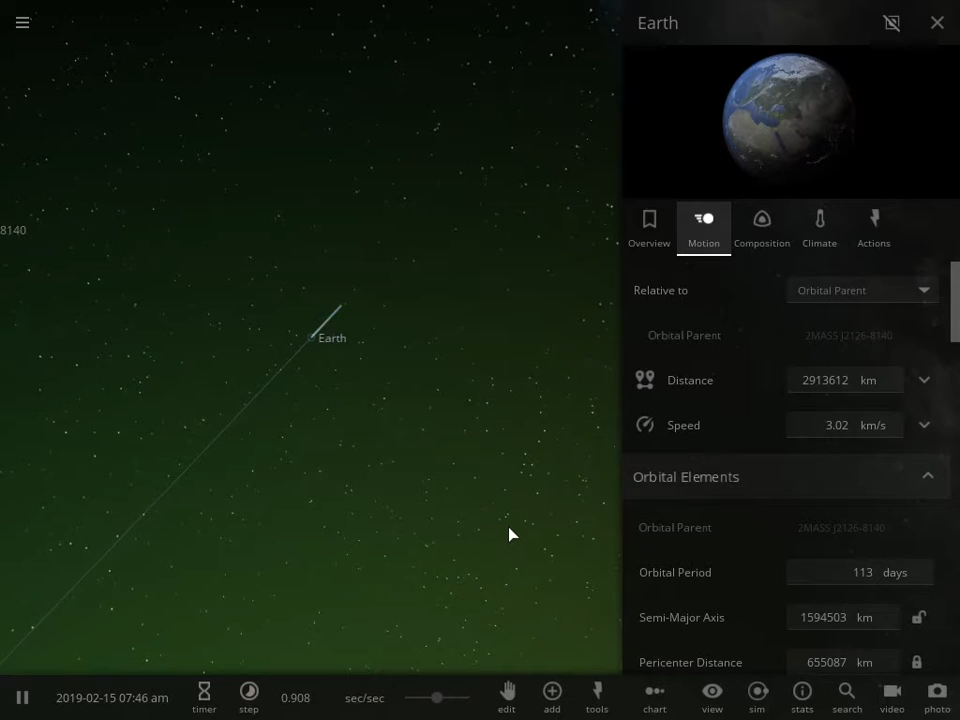 Earth
Overview Motion Composition Climate Actions
8140
Relative to Orbital Parent
Orbital Parent 2MASS J2126-8140
Earth
Distance 2913612 km
Speed 3.02 km/s
Orbital Elements
Orbital Parent 2MASS J2126-8140
Orbital Period 113 days
Semi-Major Axis 1594503 km
Pericenter Distance 655087 km
2019-02-15 07:46 am timer step 0.908 sec/sec edit add tools chart view sim stats search video photo